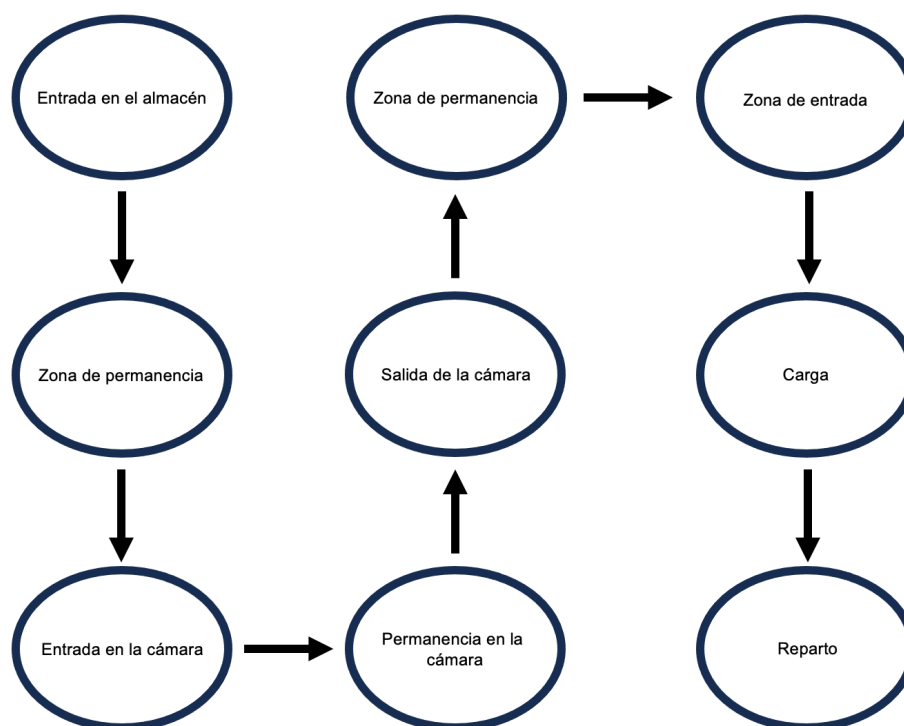 Entrada en el almacén
Zona de permanencia
Entrada en la cámara
Permanencia en la
cámara
Salida de la cámara
Zona de permanencia
Zona de entrada
Carga
Reparto